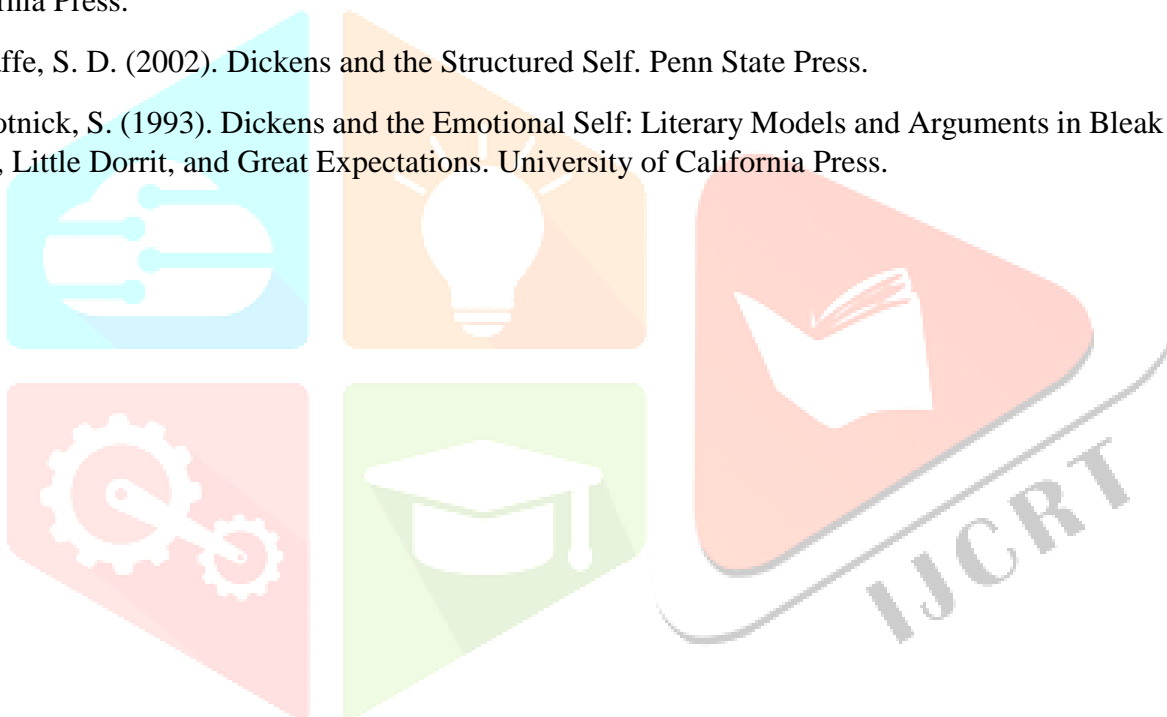 nia Press.
ffe, S. D. (2002). Dickens and the Structured Self. Penn State Press.
otnick, S. (1993). Dickens and the Emotional Self: Literary Models and Arguments in Bleak
, Little Dorrit, and Great Expectations. University of California Press.
IJCRT